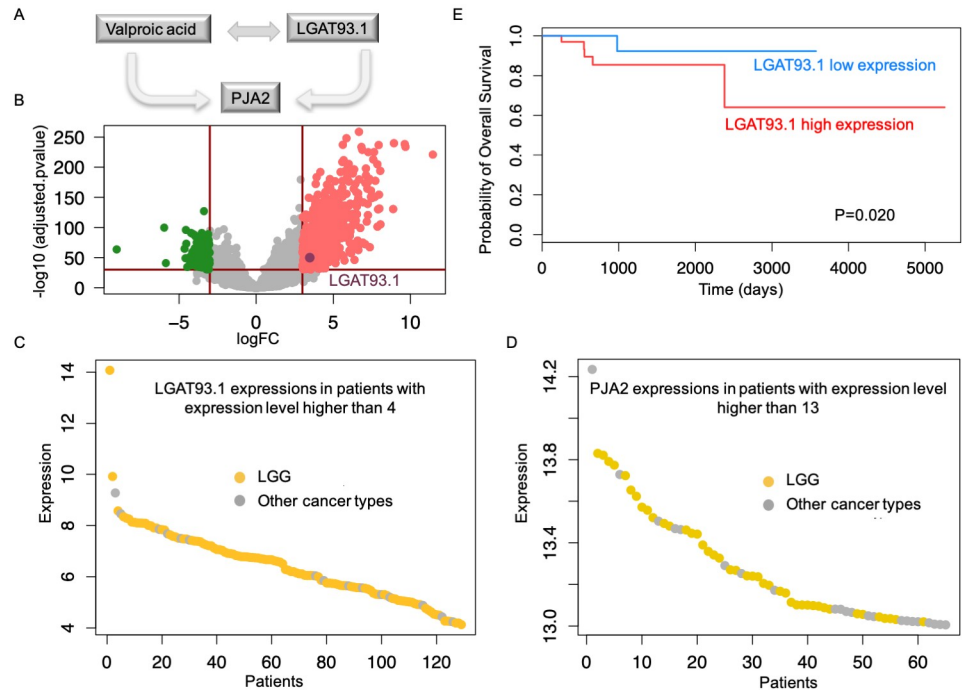 A
Valproic acid
LGAT93.1
PJA2
B
-log10 (adjusted.pvalue)
250
200
150
100
50
0
LGAT93.1
−5
0
5
10
logFC
E
Probability of Overall Survival
1.0
0.8
0.6
0.4
0.2
0.0
LGAT93.1 low expression
LGAT93.1 high expression
P=0.020
0
1000
2000
3000
4000
5000
Time (days)
C
Expression
14
12
10
8
6
4
LGAT93.1 expressions in patients with
expression level higher than 4
LGG
Other cancer types
0
20
40
60
80
100
120
Patients
D
Expression
14.2
13.8
13.4
13.0
PJA2 expressions in patients with expression level
higher than 13
LGG
Other cancer types
0
10
20
30
40
50
60
Patients